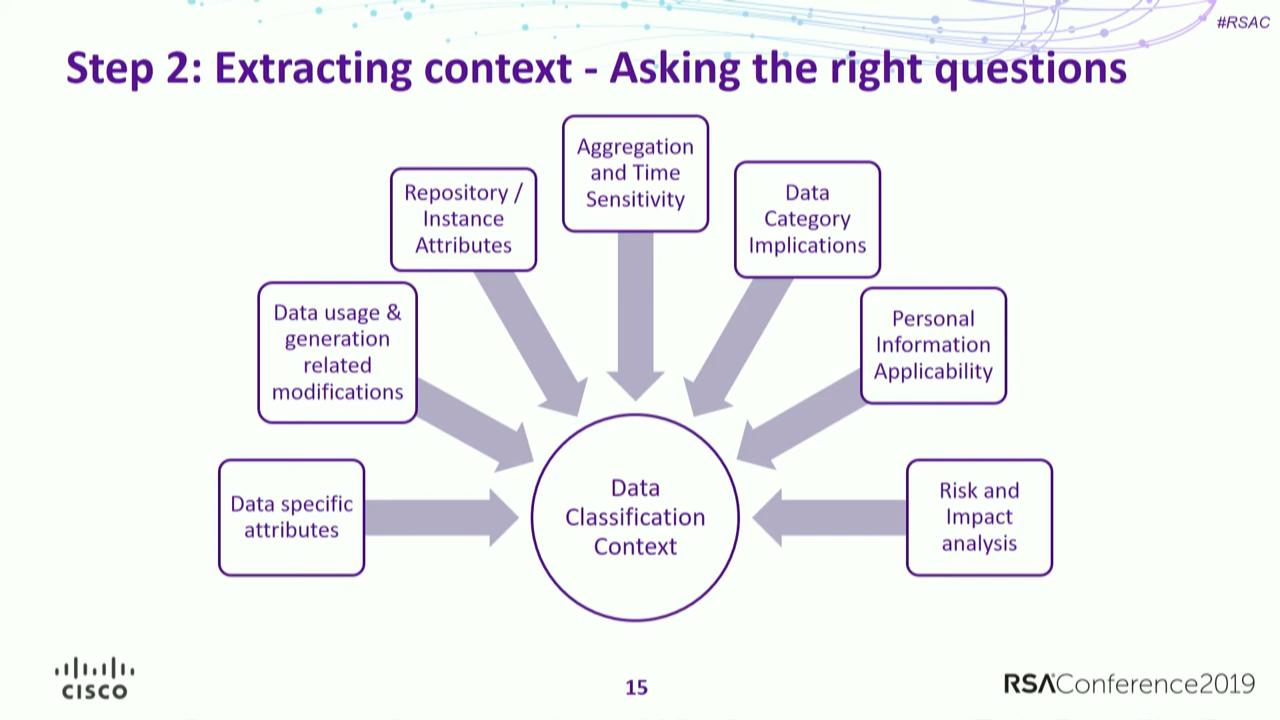 #RSAC
Step 2: Extracting context - Asking the right questions
Aggregation
and Time
Sensitivity
Repository /
Instance
Attributes
Data
Category
Implications
Data usage &
generation
related
modifications
Personal
Information
Applicability
Data specific
attributes
Data
Classification
Context
Risk and
Impact
analysis
CISCO
15
RSAConference2019